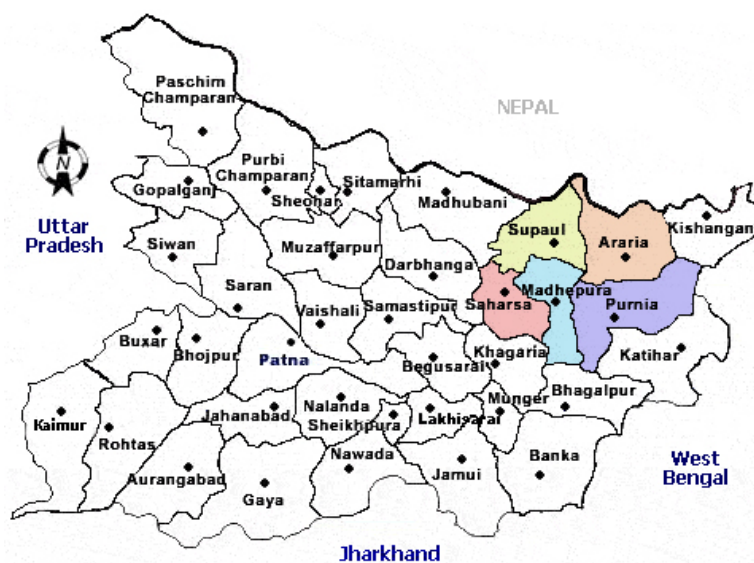 Paschim
Champaran
NEPAL
N
Purbi
Champaran
Gopalganj
Sheohar
Sitamarhi
Madhubani
Kishanganj
Uttar
Pradesh
Supaul
Araria
Siwan
Muzaffarpur
Darbhanga
Saran
Madhepura
Saharsa
Purnia
Vaishali
Samastipur
Buxar
Bhojpur
Patna
Khagaria
Katihar
Begusarai
Bhagalpur
Munger
Nalanda
Jahanabad
Sheikhpura
Lakhisarai
Kaimur
Rohtas
Nawada
Banka
West
Bengal
Aurangabad
Jamui
Gaya
Jharkhand